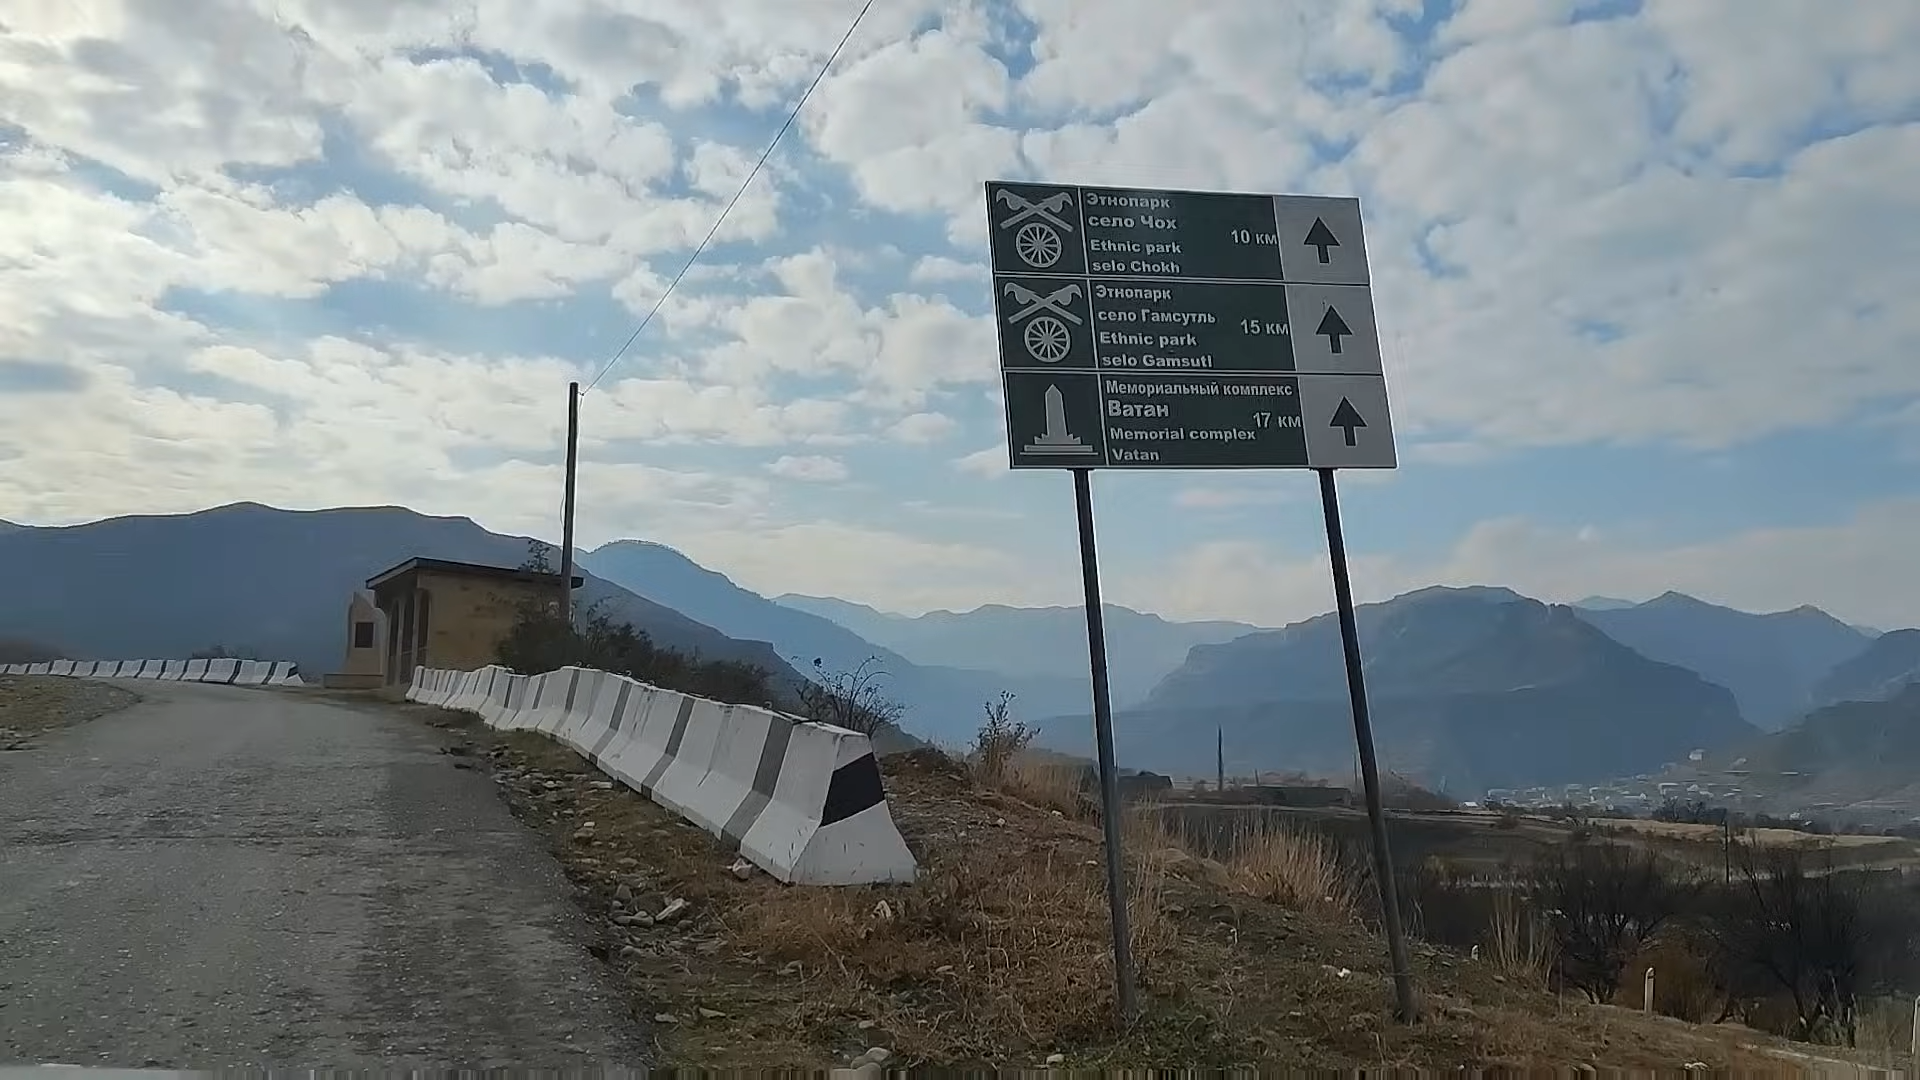 Этнопарк
село Чох
10 км
Ethnic park
selo Chokh
Этнопарк
село Гамсутль
15 км
Ethnic park
selo Gamsutl
Мемориальный комплекс
Ватан
17 км
Memorial complex
Vatan